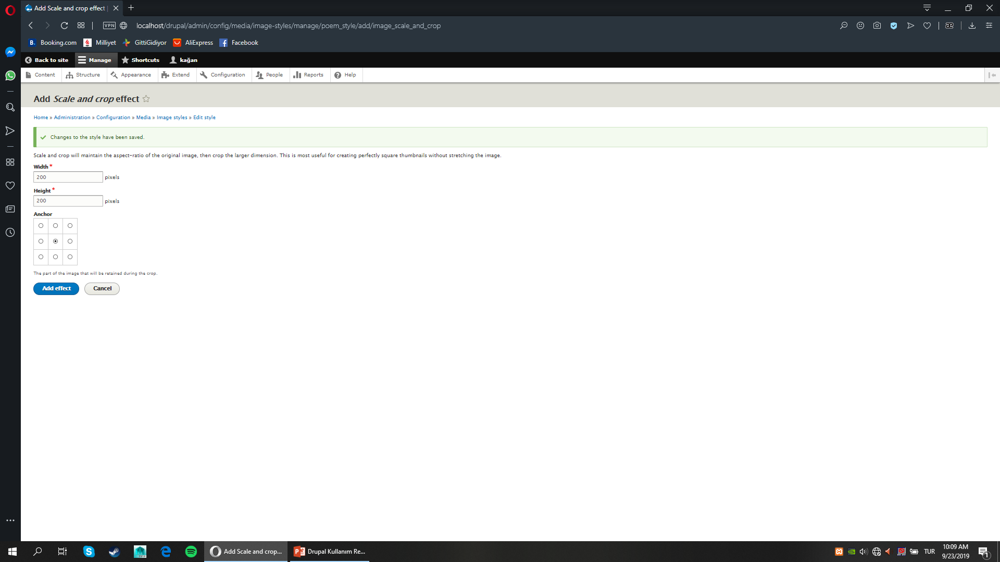 Add Scale and crop effect |
VPN
localhost/drupal/admin/config/media/image-styles/manage/poem_style/add/image_scale_and_crop
B. Booking.com Milliyet GittiGidiyor AliExpress Facebook
Back to site Manage Shortcuts kağan
Content Structure Appearance Extend Configuration People Reports Help
Add Scale and crop effect
Home » Administration » Configuration » Media » Image styles » Edit style
Changes to the style have been saved.
Scale and crop will maintain the aspect-ratio of the original image, then crop the larger dimension. This is most useful for creating perfectly square thumbnails without stretching the image.
Width *
200 pixels
Height *
200 pixels
Anchor
The part of the image that will be retained during the crop.
Add effect Cancel
Add Scale and crop... Drupal Kullanım Re... TUR 10:09 AM
9/23/2019 1